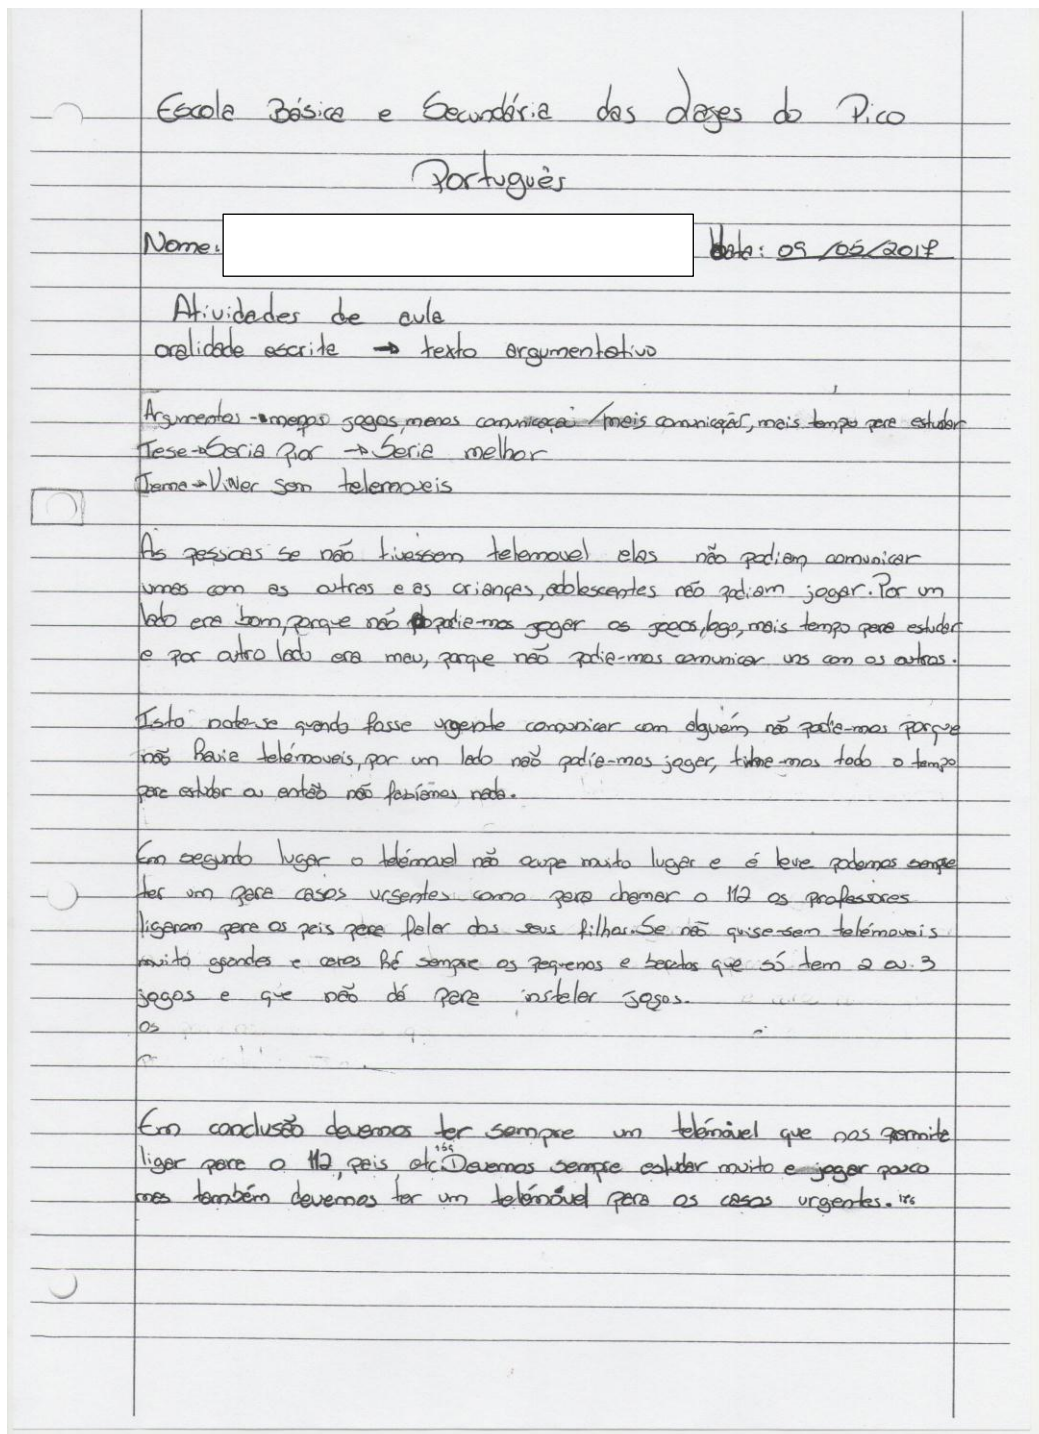 Escola Básica e Secundária das Lages do Pico
Português
Nome: Data: 09/05/2017
Atividades de aula
oralidade escrita → texto argumentativo
Argumentos → menos jogos, menos comunicaçai / mais comunicação, mais tempo para estudar
Tese → Seria pior → Seria melhor
Tema → Viver sem telemoveis
As pessoas se não tivessem telemovel elas não podiam comunicar
umas com as outras e as crianças, adolescentes não podiam jogar. Por um
lado era bom, porque não podia-mos jogar os jogos, logo, mais tempo para estudar
e por outro lado era mau, porque não podia-mos comunicar uns com os outros.
Isto nota-se quando fosse urgente comunicar com alguém, não podia-mos porque
não havia telémoveis, por um lado não podia-mos jogar, tinha-mos todo o tempo
para estudar ou então não faziamos nada.
Em segundo lugar o telémovel não ocupa muito lugar e é leve podemos sempre
ter um para casos urgentes como para chamar o 112 os professores
ligaram para os pais para falar dos seus filhos. Se não quise-sem telémoveis
muito grandes e caros há sempre os pequenos e baratos que só tem 2 ou 3
jogos e que não dá para instalar jogos.
os
Em conclusão devemos ter sempre um telémóvel que nos permite
ligar para o 112, pais etc. Devemos sempre estudar muito e jogar pouco
mas também devemos ter um telémóvel para os casos urgentes.